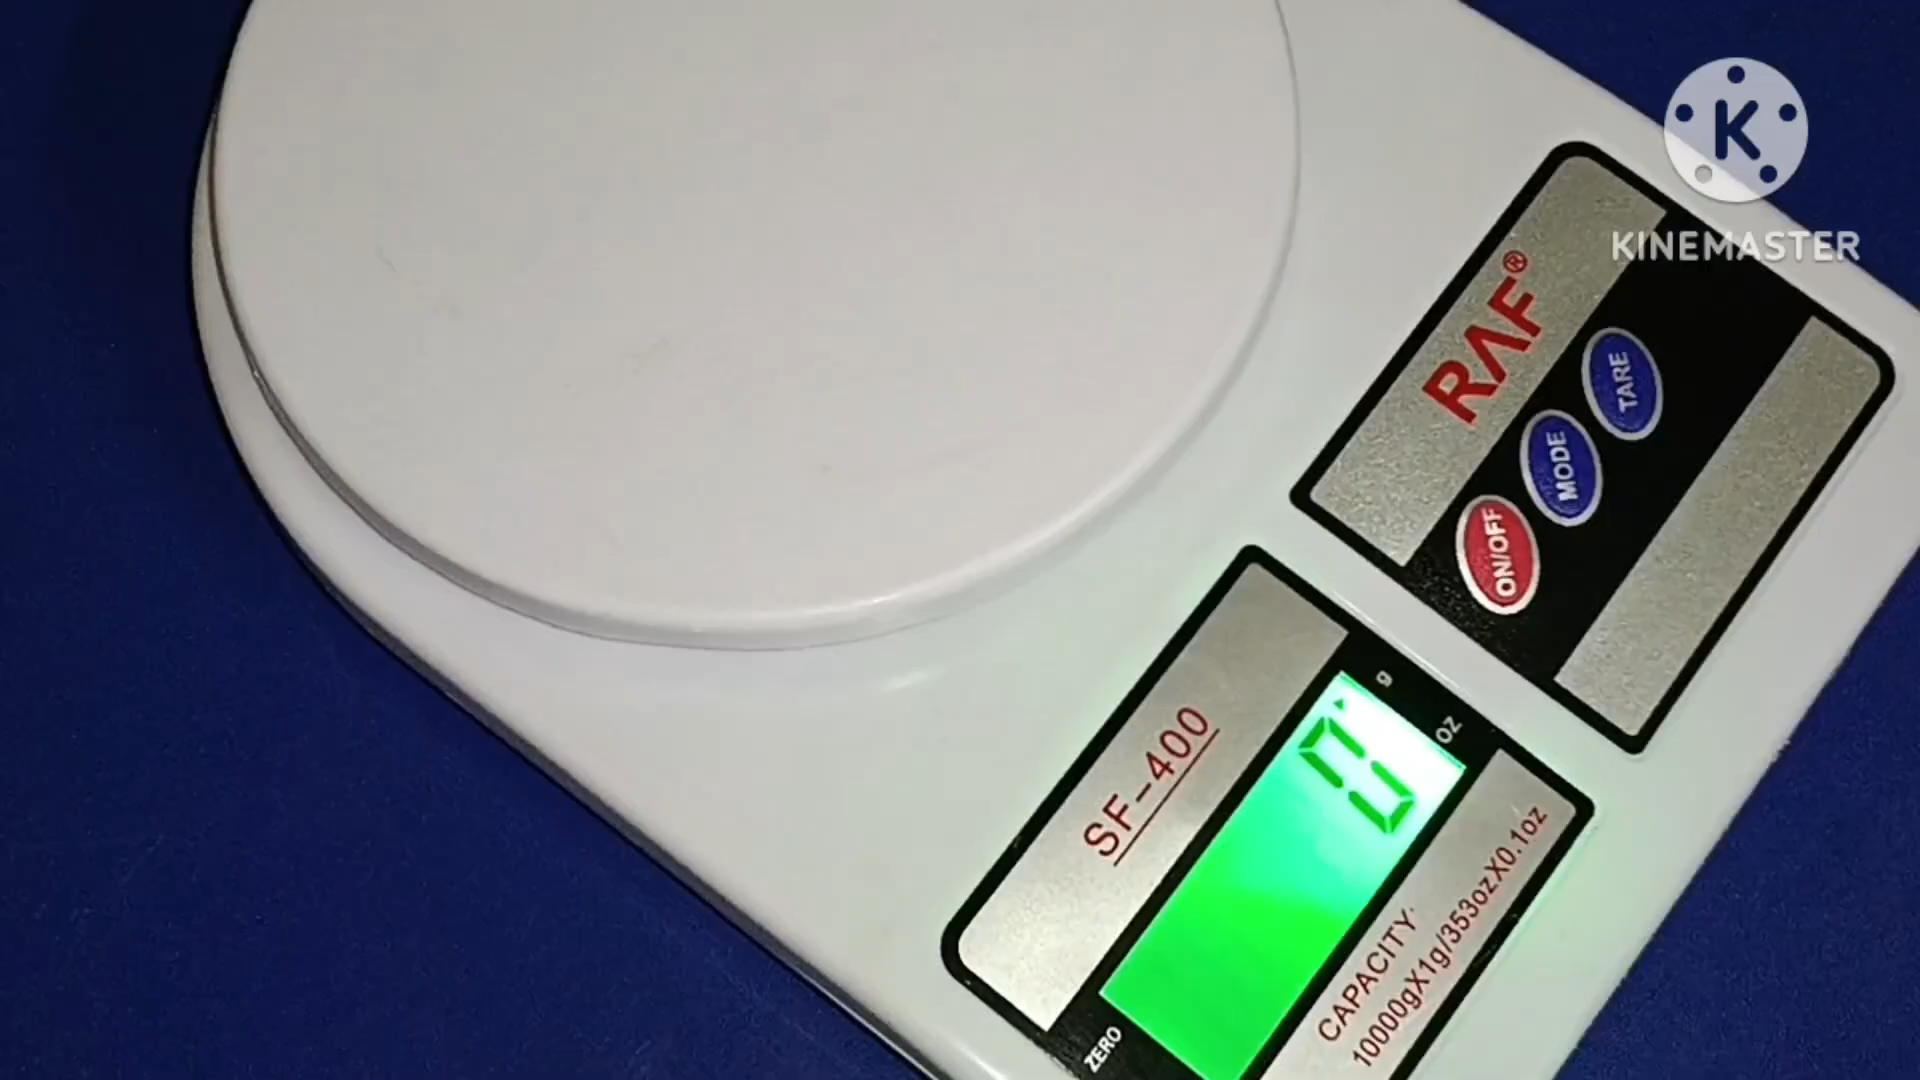 K
KINEMASTER
RAF®
ON/OFF
MODE
TARE
SF-400
g
OZ
0
ZERO
CAPACITY:
10000gX1g/353ozX0.1oz